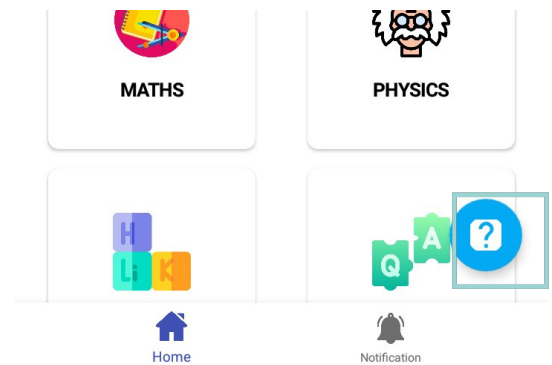 MATHS
PHYSICS
H
Li K
Q A
?
Home
Notification